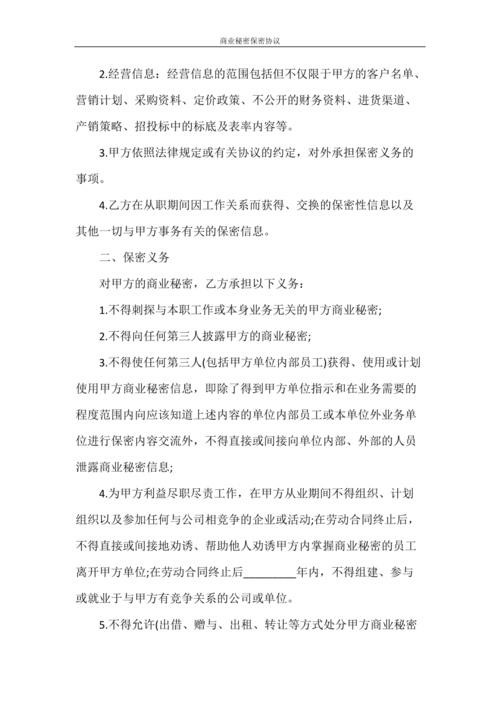 商业秘密保密协议
2.经营信息：经营信息的范围包括但不仅限于甲方的客户名单、
营销计划、采购资料、定价政策、不公开的财务资料、进货渠道、
产销策略、招投标中的标底及表率内容等。
3.甲方依照法律规定或有关协议的约定，对外承担保密义务的
事项。
4.乙方在从职期间因工作关系而获得、交换的保密性信息以及
其他一切与甲方事务有关的保密信息。
二、保密义务
对甲方的商业秘密，乙方承担以下义务：
1.不得刺探与本职工作或本身业务无关的甲方商业秘密;
2.不得向任何第三人披露甲方的商业秘密;
3.不得使任何第三人(包括甲方单位内部员工)获得、使用或计划
使用甲方商业秘密信息，即除了得到甲方单位指示和在业务需要的
程度范围内向应该知道上述内容的单位内部员工或本单位外业务单
位进行保密内容交流外，不得直接或间接向单位内部、外部的人员
泄露商业秘密信息;
4.为甲方利益尽职尽责工作，在甲方从业期间不得组织、计划
组织以及参加任何与公司相竞争的企业或活动;在劳动合同终止后，
不得直接或间接地劝诱、帮助他人劝诱甲方内掌握商业秘密的员工
离开甲方单位;在劳动合同终止后_________年内，不得组建、参与
或就业于与甲方有竞争关系的公司或单位。
5.不得允许(出借、赠与、出租、转让等方式处分甲方商业秘密